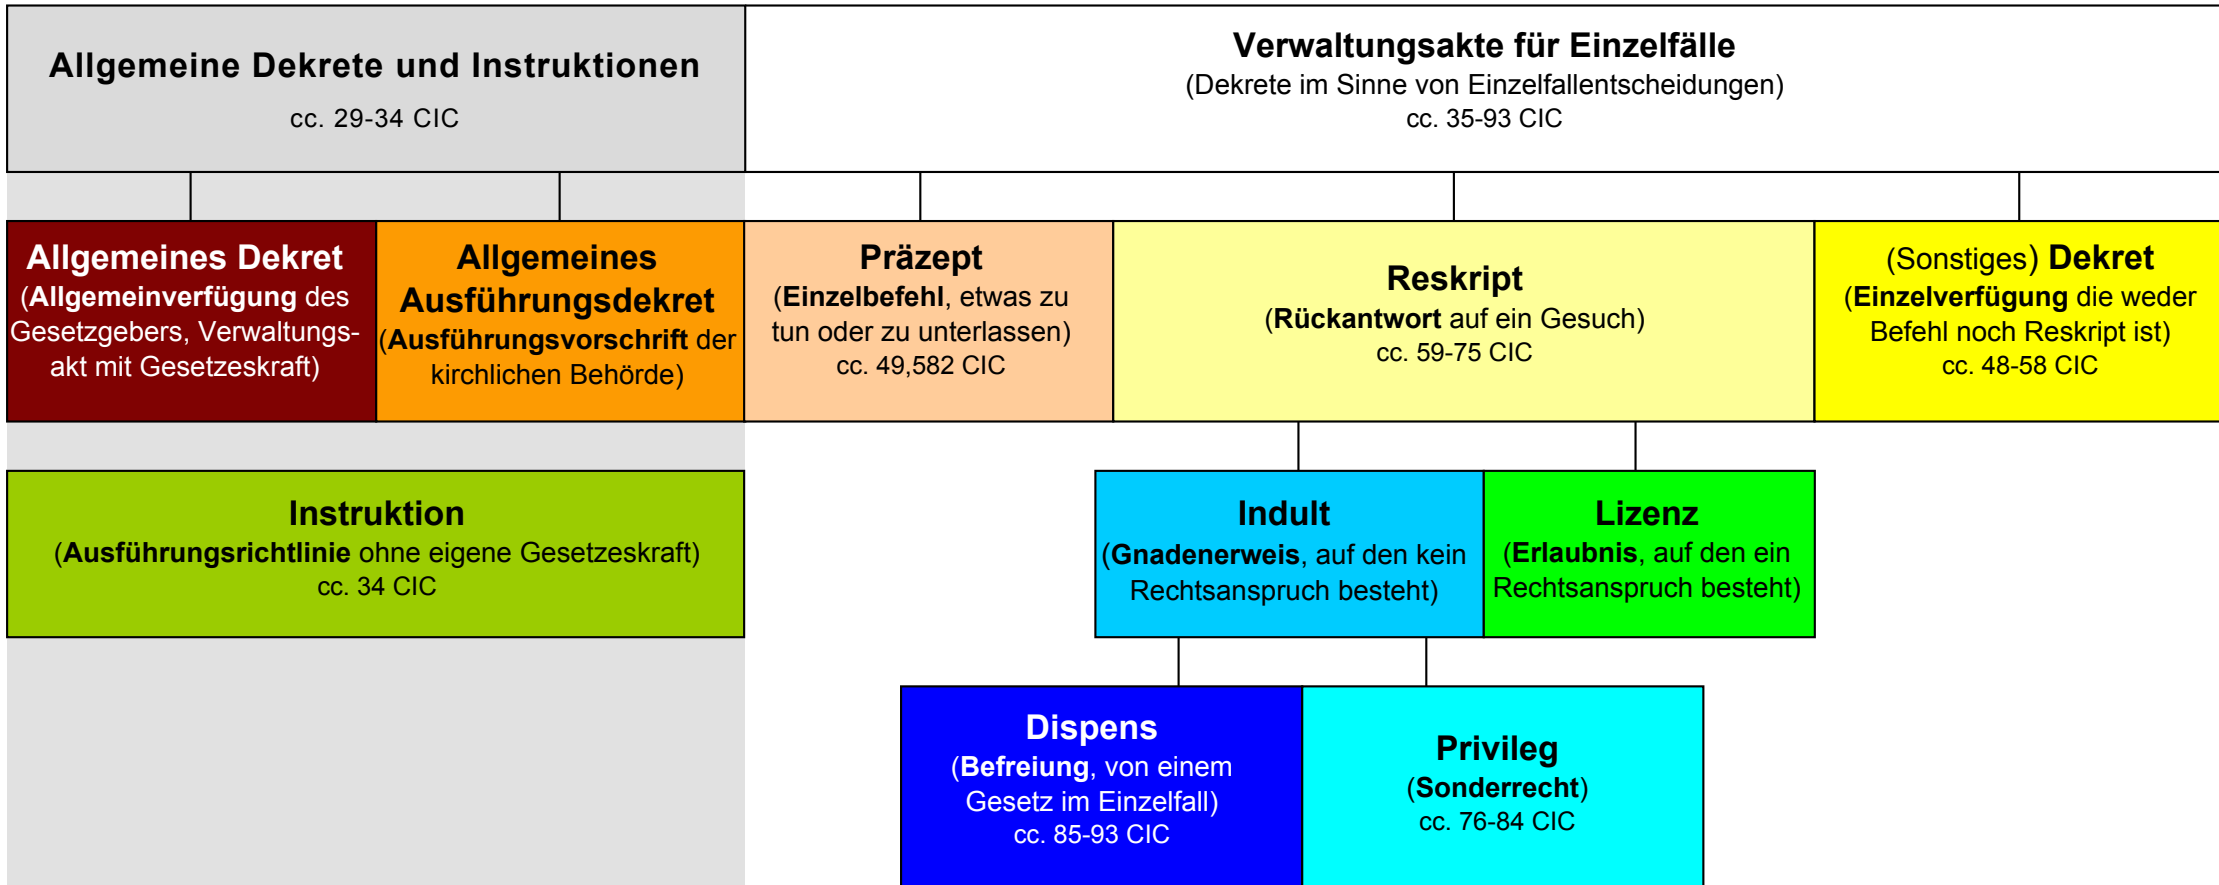 Allgemeine Dekrete und Instruktionen
cc. 29-34 CIC
Verwaltungsakte für Einzelfälle
(Dekrete im Sinne von Einzelfallentscheidungen)
cc. 35-93 CIC
Allgemeines Dekret
(Allgemeinverfügung des
Gesetzgebers, Verwaltungs-
akt mit Gesetzeskraft)
Allgemeines
Ausführungsdekret
(Ausführungsvorschrift der
kirchlichen Behörde)
Präzept
(Einzelbefehl, etwas zu
tun oder zu unterlassen)
cc. 49,582 CIC
Reskript
(Rückantwort auf ein Gesuch)
cc. 59-75 CIC
(Sonstiges) Dekret
(Einzelverfügung die weder
Befehl noch Reskript ist)
cc. 48-58 CIC
Instruktion
(Ausführungsrichtlinie ohne eigene Gesetzeskraft)
cc. 34 CIC
Indult
(Gnadenerweis, auf den kein
Rechtsanspruch besteht)
Lizenz
(Erlaubnis, auf den ein
Rechtsanspruch besteht)
Dispens
(Befreiung, von einem
Gesetz im Einzelfall)
cc. 85-93 CIC
Privileg
(Sonderrecht)
cc. 76-84 CIC